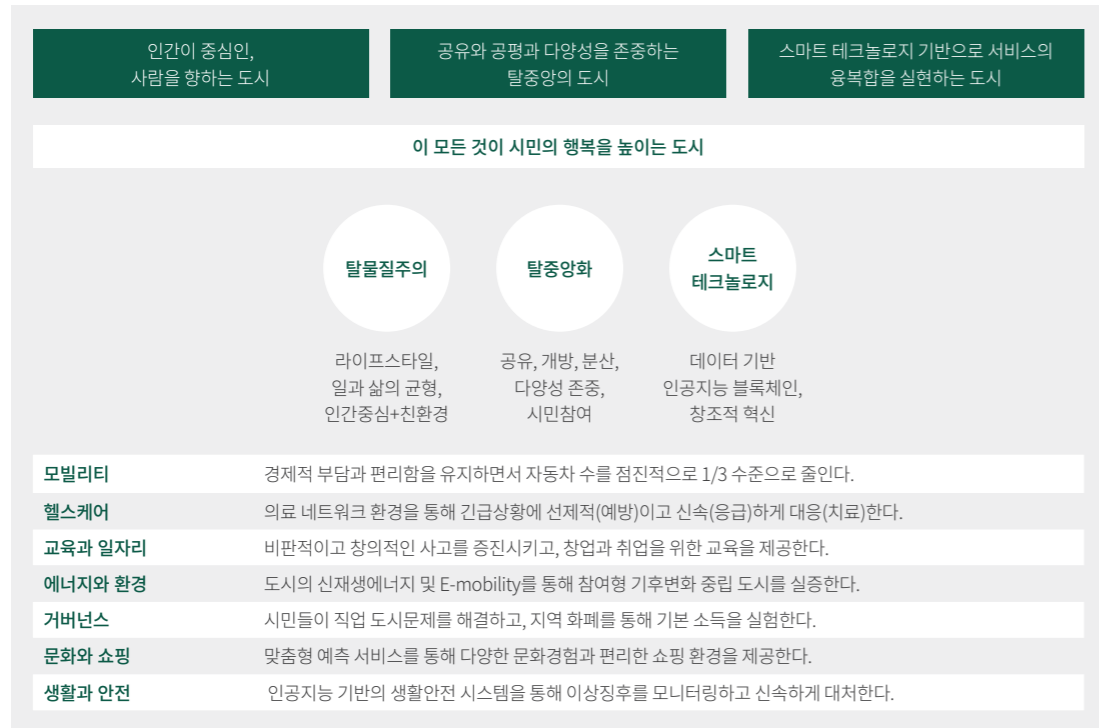 인간이 중심인,
사람을 향하는 도시
공유와 공평과 다양성을 존중하는
탈중앙의 도시
스마트 테크놀로지 기반으로 서비스의
융복합을 실현하는 도시
이 모든 것이 시민의 행복을 높이는 도시
탈물질주의
탈중앙화
스마트
테크놀로지
라이프스타일,
일과 삶의 균형,
인간중심+친환경
공유, 개방, 분산,
다양성 존중,
시민참여
데이터 기반
인공지능 블록체인,
창조적 혁신
모빌리티 경제적 부담과 편리함을 유지하면서 자동차 수를 점진적으로 1/3 수준으로 줄인다.
헬스케어 의료 네트워크 환경을 통해 긴급상황에 선제적(예방)이고 신속(응급)하게 대응(치료)한다.
교육과 일자리 비판적이고 창의적인 사고를 증진시키고, 창업과 취업을 위한 교육을 제공한다.
에너지와 환경 도시의 신재생에너지 및 E-mobility를 통해 참여형 기후변화 중립 도시를 실증한다.
거버넌스 시민들이 직업 도시문제를 해결하고, 지역 화폐를 통해 기본 소득을 실험한다.
문화와 쇼핑 맞춤형 예측 서비스를 통해 다양한 문화경험과 편리한 쇼핑 환경을 제공한다.
생활과 안전 인공지능 기반의 생활안전 시스템을 통해 이상징후를 모니터링하고 신속하게 대처한다.